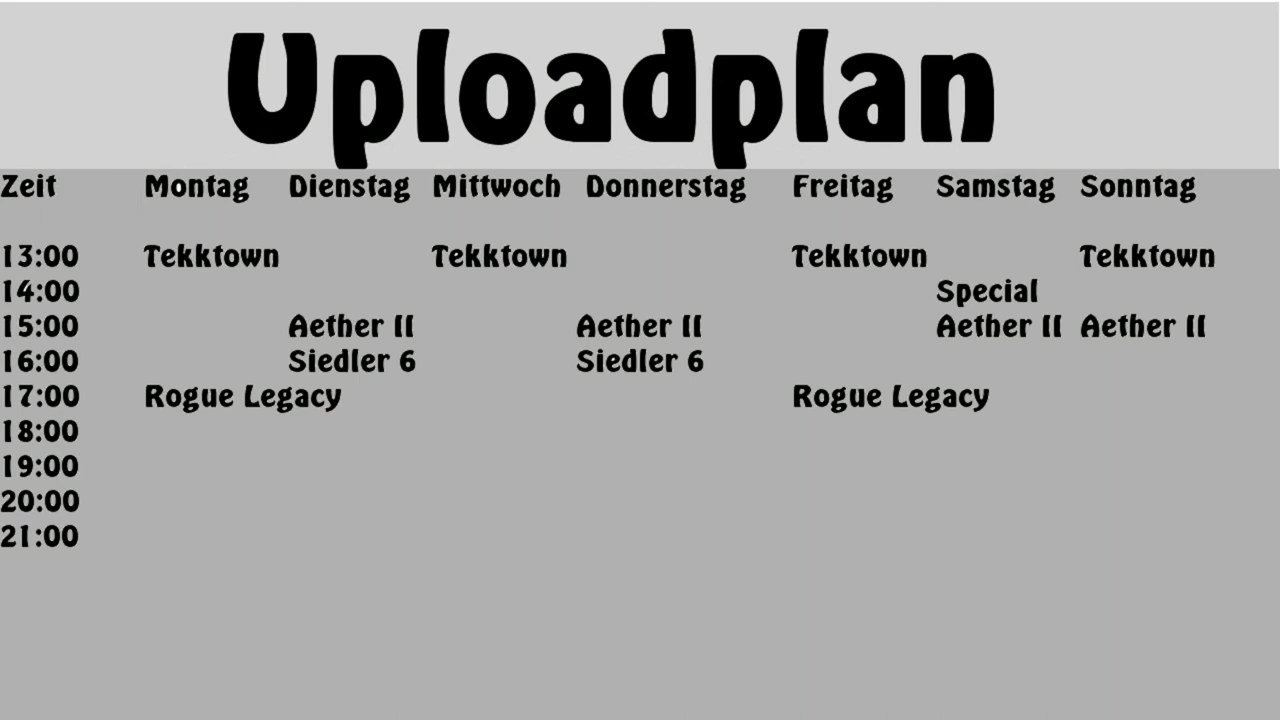 Uploadplan
Zeit Montag Dienstag Mittwoch Donnerstag Freitag Samstag Sonntag
13:00 Tekktown Tekktown Tekktown Tekktown
14:00 Special
15:00 Aether II Aether II Aether II Aether II
16:00 Siedler 6 Siedler 6
17:00 Rogue Legacy Rogue Legacy
18:00
19:00
20:00
21:00